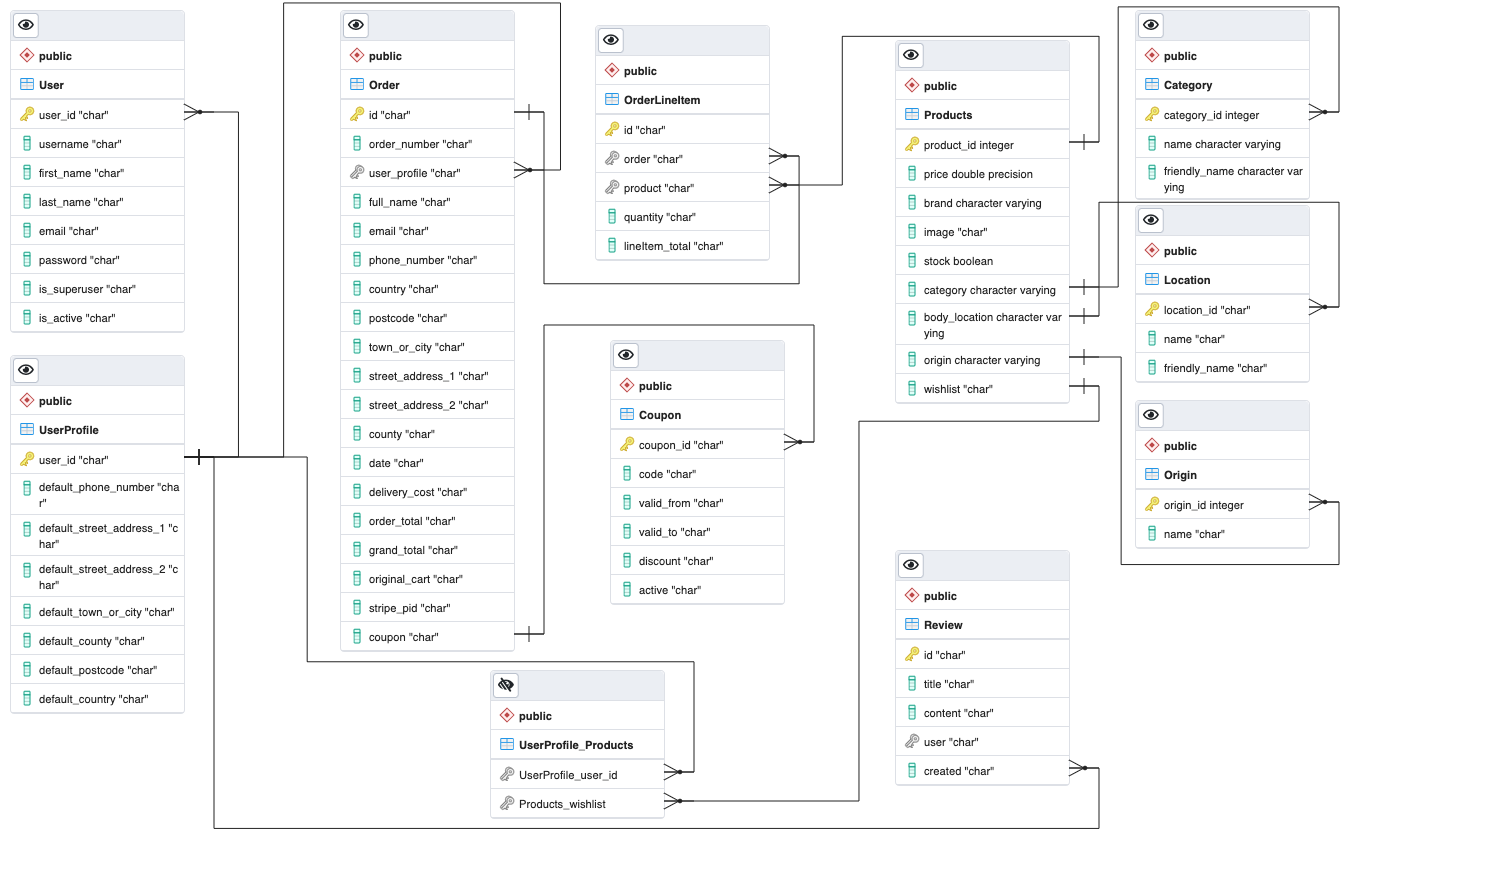 public
User
user_id "char"
username "char"
first_name "char"
last_name "char"
email "char"
password "char"
is_superuser "char"
is_active "char"
public
UserProfile
user_id "char"
default_phone_number "cha
r"
default_street_address_1 "c
har"
default_street_address_2 "c
har"
default_town_or_city "char"
default_county "char"
default_postcode "char"
default_country "char"
public
Order
id "char"
order_number "char"
user_profile "char"
full_name "char"
email "char"
phone_number "char"
country "char"
postcode "char"
town_or_city "char"
street_address_1 "char"
street_address_2 "char"
county "char"
date "char"
delivery_cost "char"
order_total "char"
grand_total "char"
original_cart "char"
stripe_pid "char"
coupon "char"
public
OrderLineItem
id "char"
order "char"
product "char"
quantity "char"
lineItem_total "char"
public
Coupon
coupon_id "char"
code "char"
valid_from "char"
valid_to "char"
discount "char"
active "char"
public
UserProfile_Products
UserProfile_user_id
Products_wishlist
public
Products
product_id integer
price double precision
brand character varying
image "char"
stock boolean
category character varying
body_location character var
ying
origin character varying
wishlist "char"
public
Review
id "char"
title "char"
content "char"
user "char"
created "char"
public
Category
category_id integer
name character varying
friendly_name character var
ying
public
Location
location_id "char"
name "char"
friendly_name "char"
public
Origin
origin_id integer
name "char"